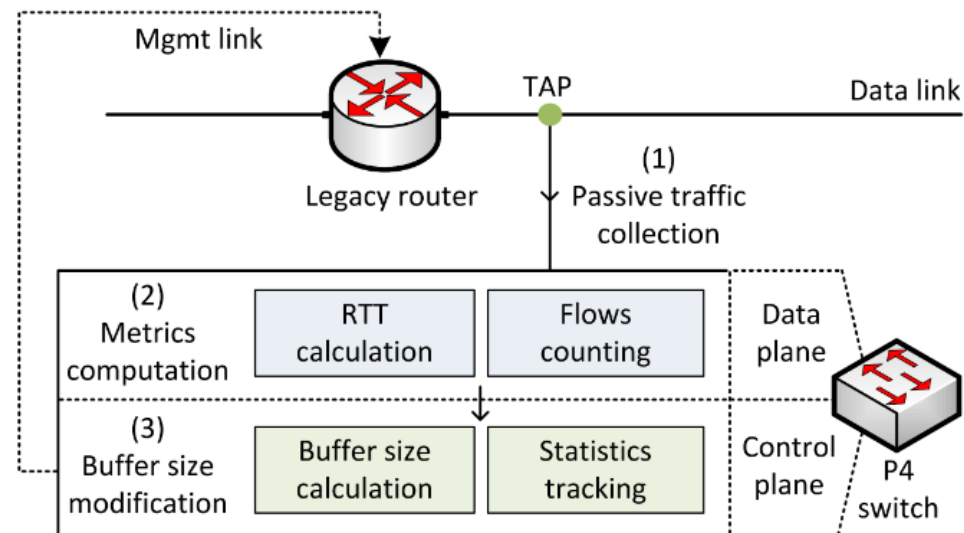 Mgmt link
TAP
Data link
Legacy router
(1)
Passive traffic
collection
(2)
Metrics
computation
RTT
calculation
Flows
counting
Data
plane
(3)
Buffer size
modification
Buffer size
calculation
Statistics
tracking
Control
plane
P4
switch